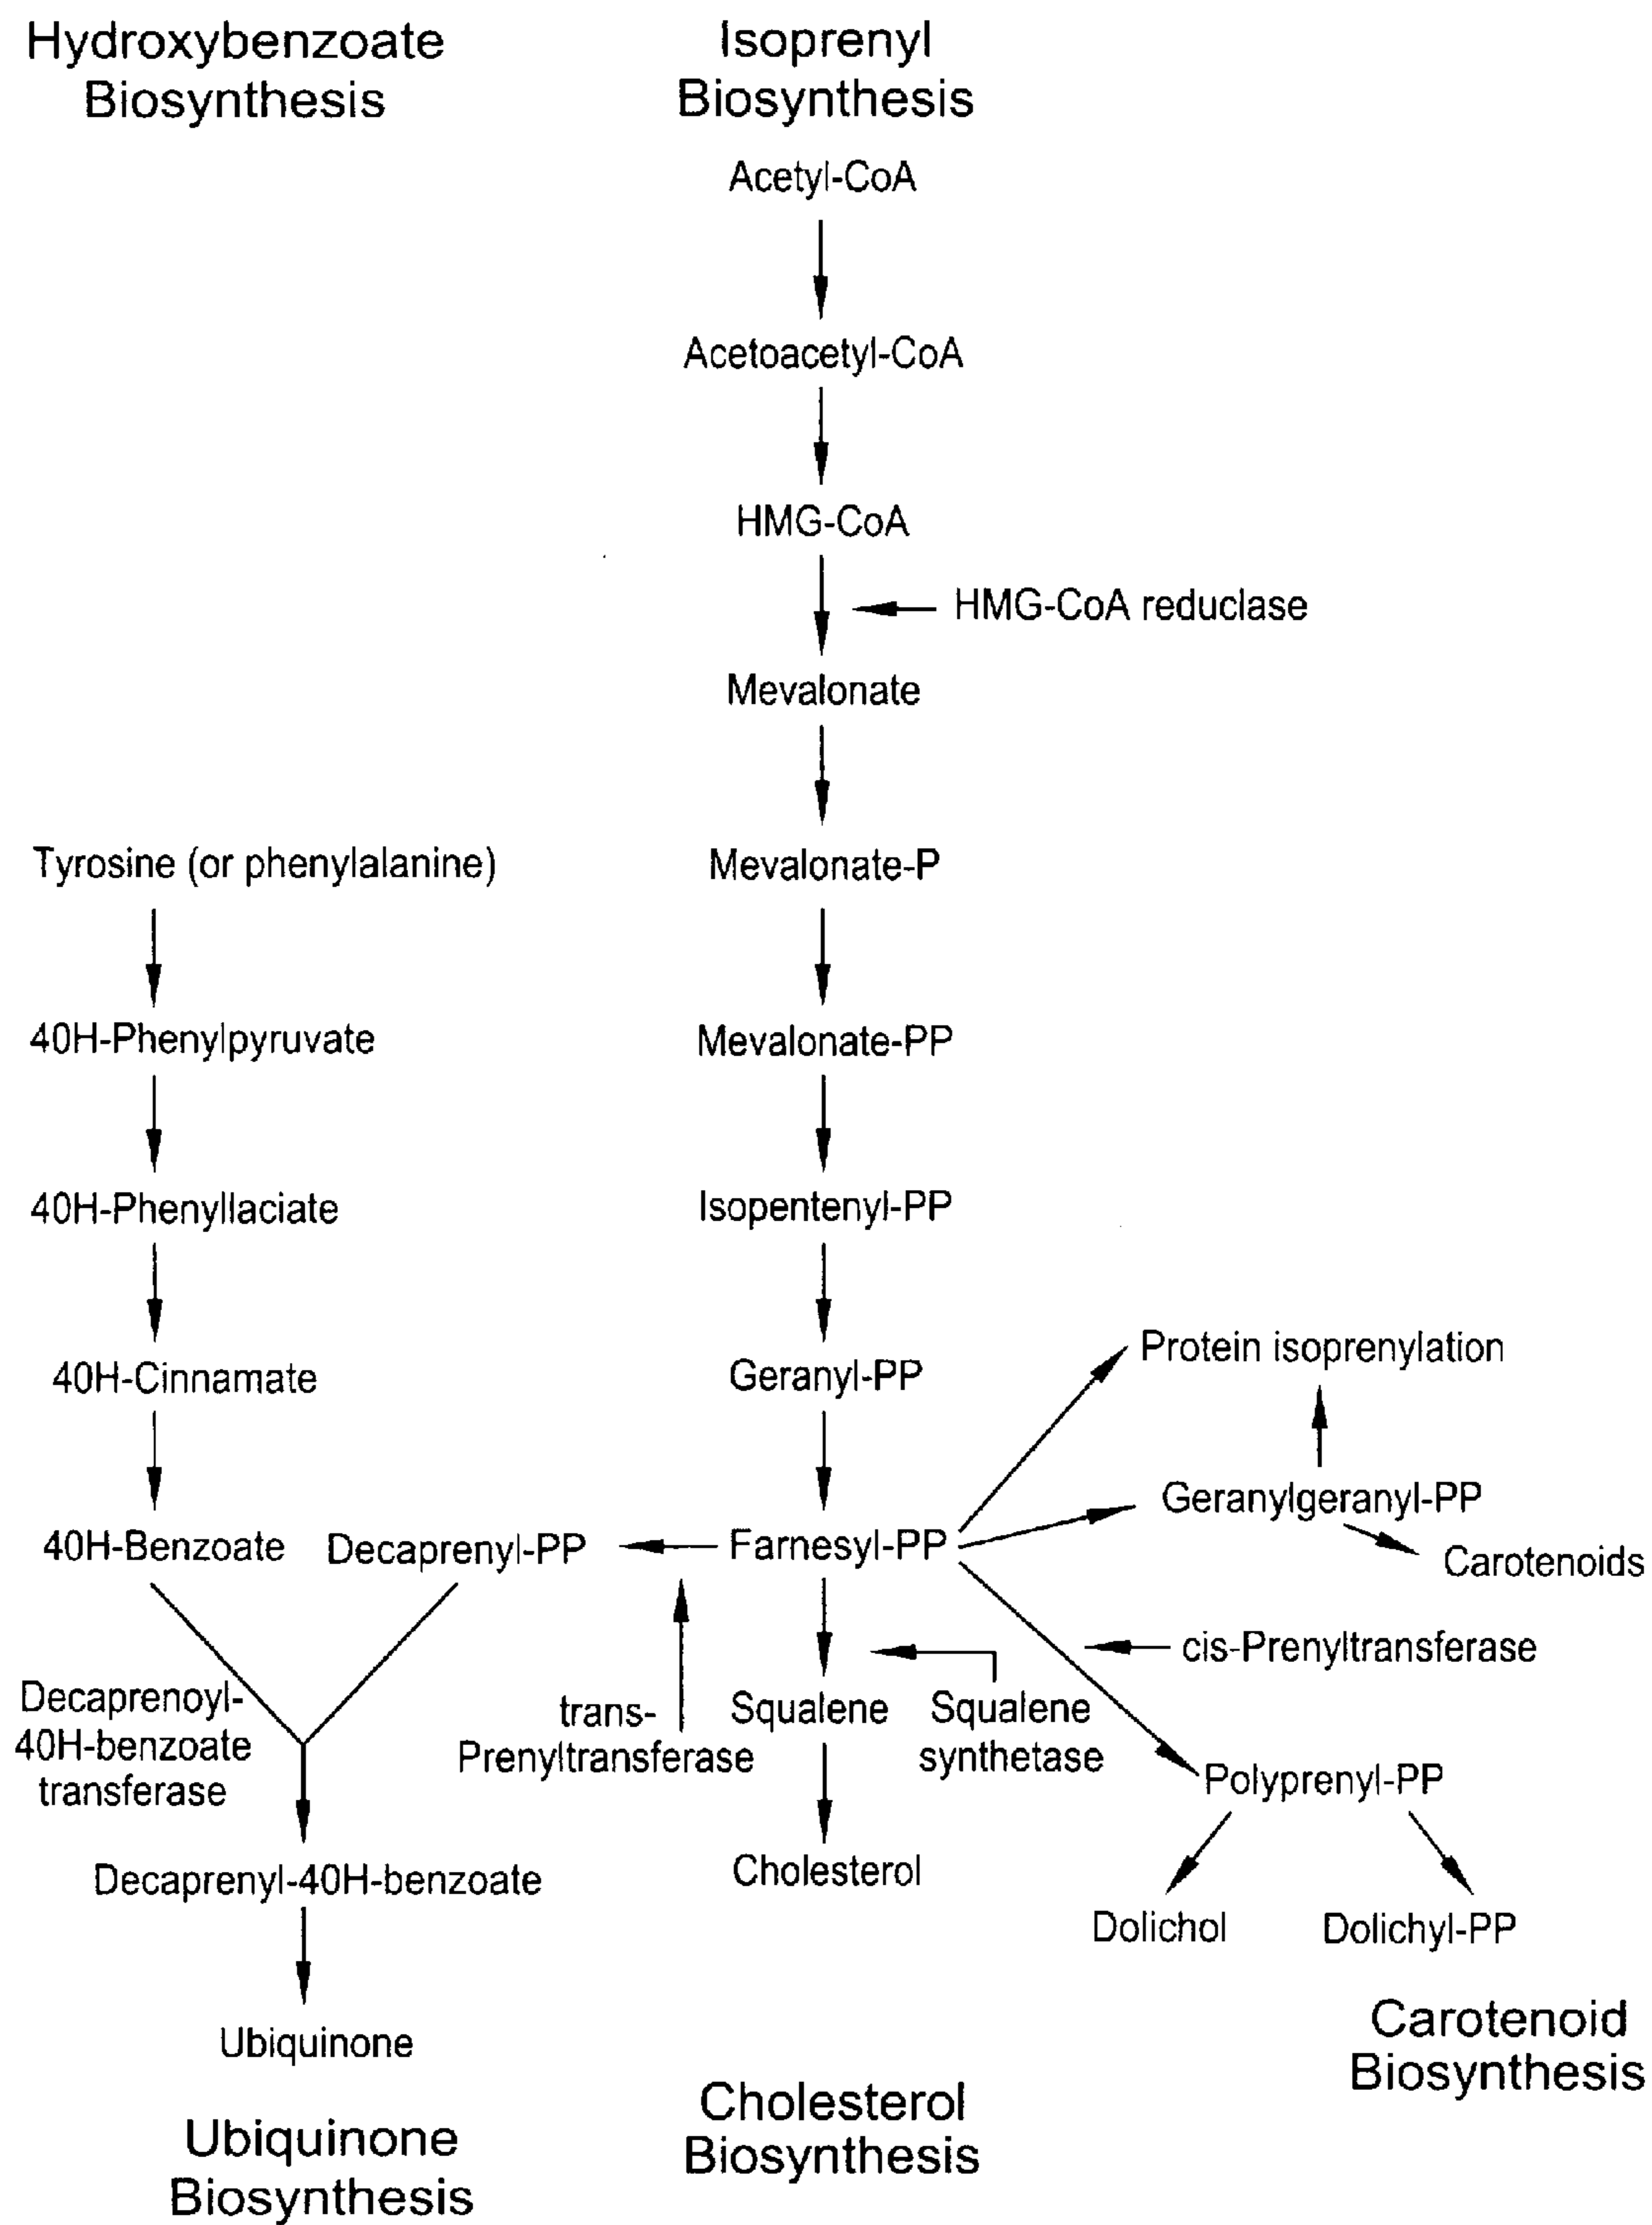 Hydroxybenzoate
Biosynthesis
Isoprenyl
Biosynthesis
Acetyl-CoA
Acetoacetyl-CoA
HMG-CoA
HMG-CoA reduclase
Mevalonate
Tyrosine (or phenylalanine)
Mevalonate-P
40H-Phenylpyruvate
Mevalonate-PP
40H-Phenyllaciate
Isopentenyl-PP
40H-Cinnamate
Geranyl-PP
Protein isoprenylation
Geranylgeranyl-PP
Carotenoids
40H-Benzoate
Decaprenyl-PP
Farnesyl-PP
cis-Prenyltransferase
Decaprenoyl-
40H-benzoate
transferase
trans-
Prenyltransferase
Squalene
Squalene
synthetase
Polyprenyl-PP
Decaprenyl-40H-benzoate
Cholesterol
Dolichol
Dolichyl-PP
Ubiquinone
Carotenoid
Biosynthesis
Cholesterol
Biosynthesis
Ubiquinone
Biosynthesis